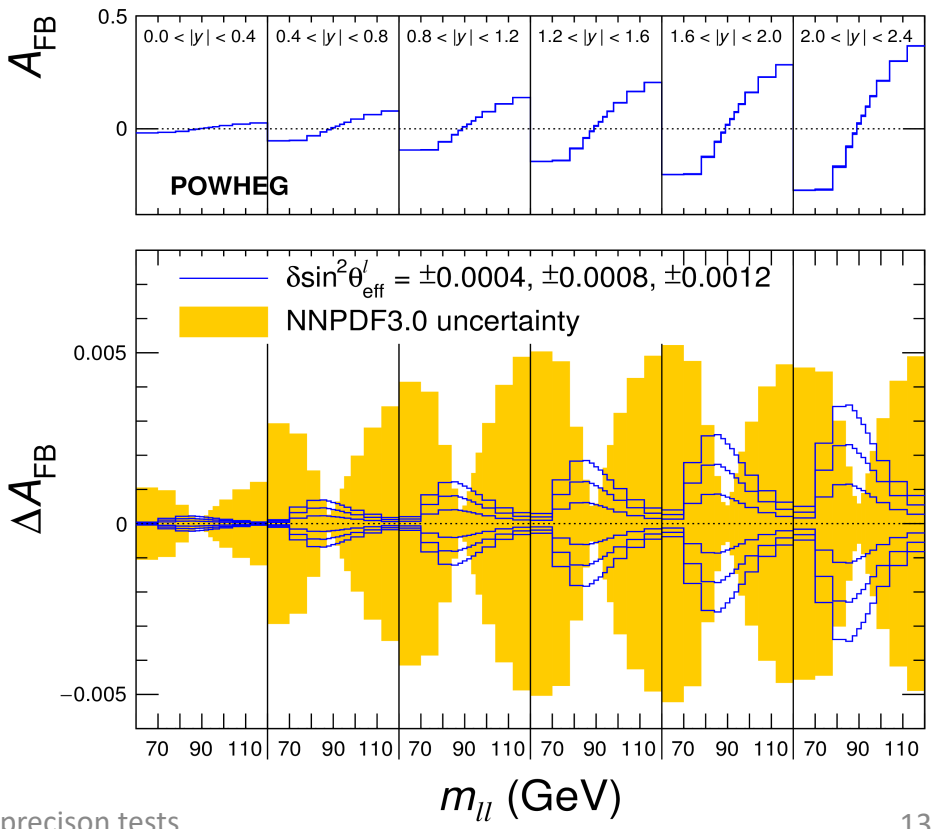 A_FB
0.5
0
0.0 < |y| < 0.4
0.4 < |y| < 0.8
0.8 < |y| < 1.2
1.2 < |y| < 1.6
1.6 < |y| < 2.0
2.0 < |y| < 2.4
POWHEG
δsin²θ^l_eff = ±0.0004, ±0.0008, ±0.0012
NNPDF3.0 uncertainty
ΔA_FB
0.005
0
−0.005
70 90 110 70 90 110 70 90 110 70 90 110 70 90 110 70 90 110
m_ll (GeV)
precison tests
13